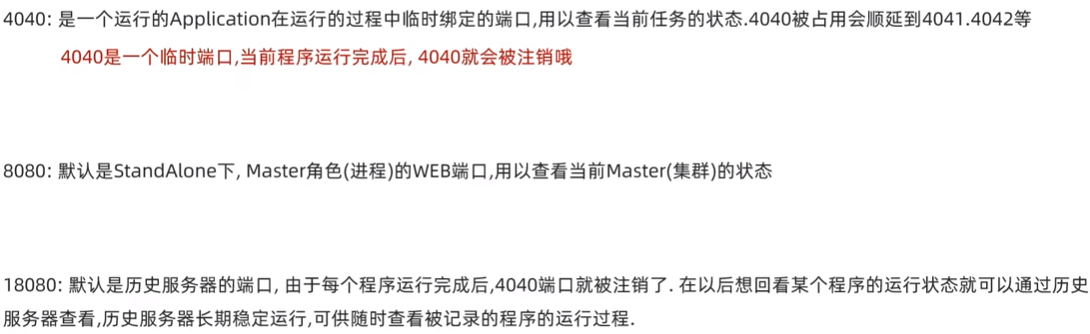 4040: 是一个运行的Application在运行的过程中临时绑定的端口,用以查看当前任务的状态.4040被占用会顺延到4041.4042等
4040是一个临时端口,当前程序运行完成后, 4040就会被注销哦
8080: 默认是StandAlone下, Master角色(进程)的WEB端口,用以查看当前Master(集群)的状态
18080: 默认是历史服务器的端口, 由于每个程序运行完成后,4040端口就被注销了. 在以后想回看某个程序的运行状态就可以通过历史
服务器查看,历史服务器长期稳定运行,可供随时查看被记录的程序的运行过程.